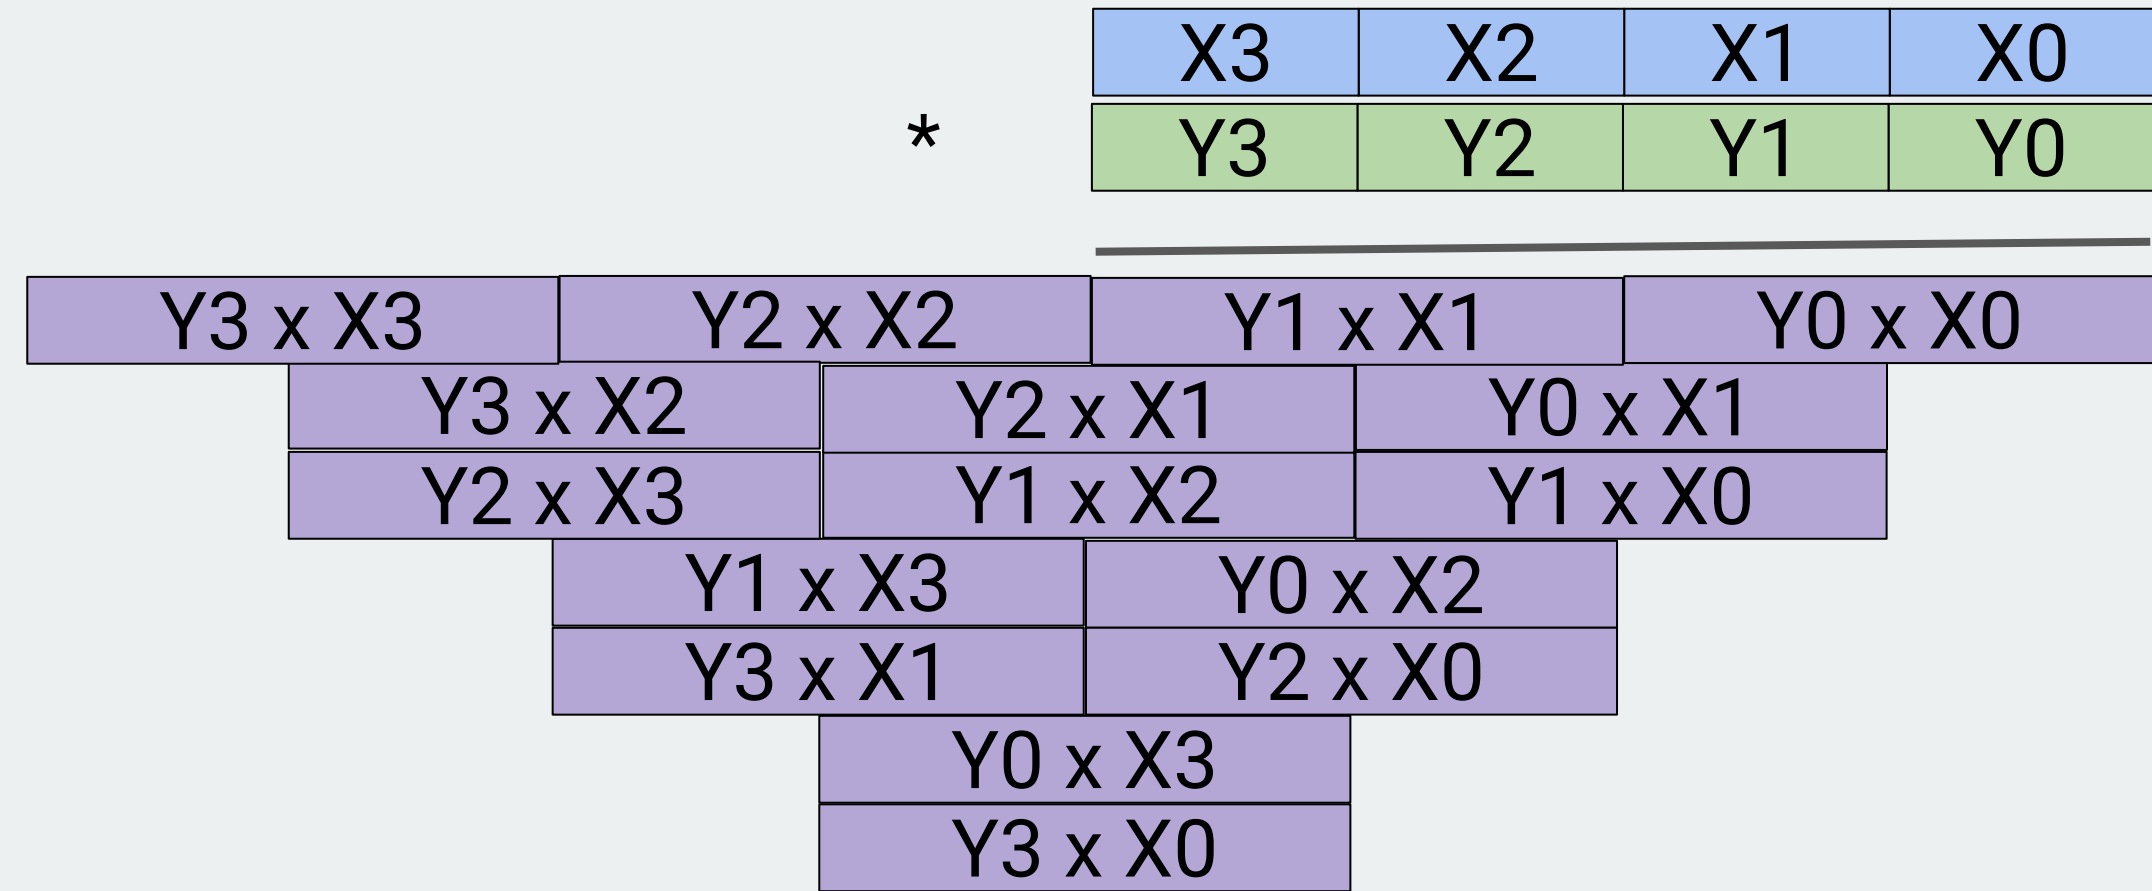 X3 X2 X1 X0
* Y3 Y2 Y1 Y0
Y3 x X3 Y2 x X2 Y1 x X1 Y0 x X0
Y3 x X2 Y2 x X1 Y0 x X1
Y2 x X3 Y1 x X2 Y1 x X0
Y1 x X3 Y0 x X2
Y3 x X1 Y2 x X0
Y0 x X3
Y3 x X0